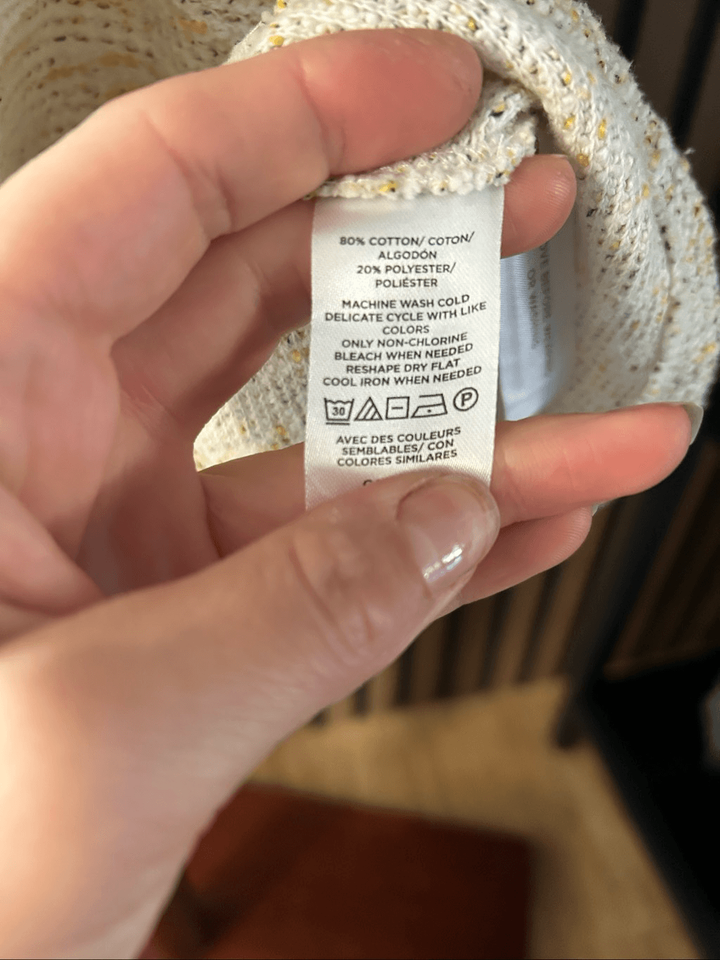 80% COTTON/ COTON/
ALGODÓN
20% POLYESTER/
POLIÉSTER
MACHINE WASH COLD
DELICATE CYCLE WITH LIKE
COLORS
ONLY NON-CHLORINE
BLEACH WHEN NEEDED
RESHAPE DRY FLAT
COOL IRON WHEN NEEDED
30 P
AVEC DES COULEURS
SEMBLABLES/ CON
COLORES SIMILARES